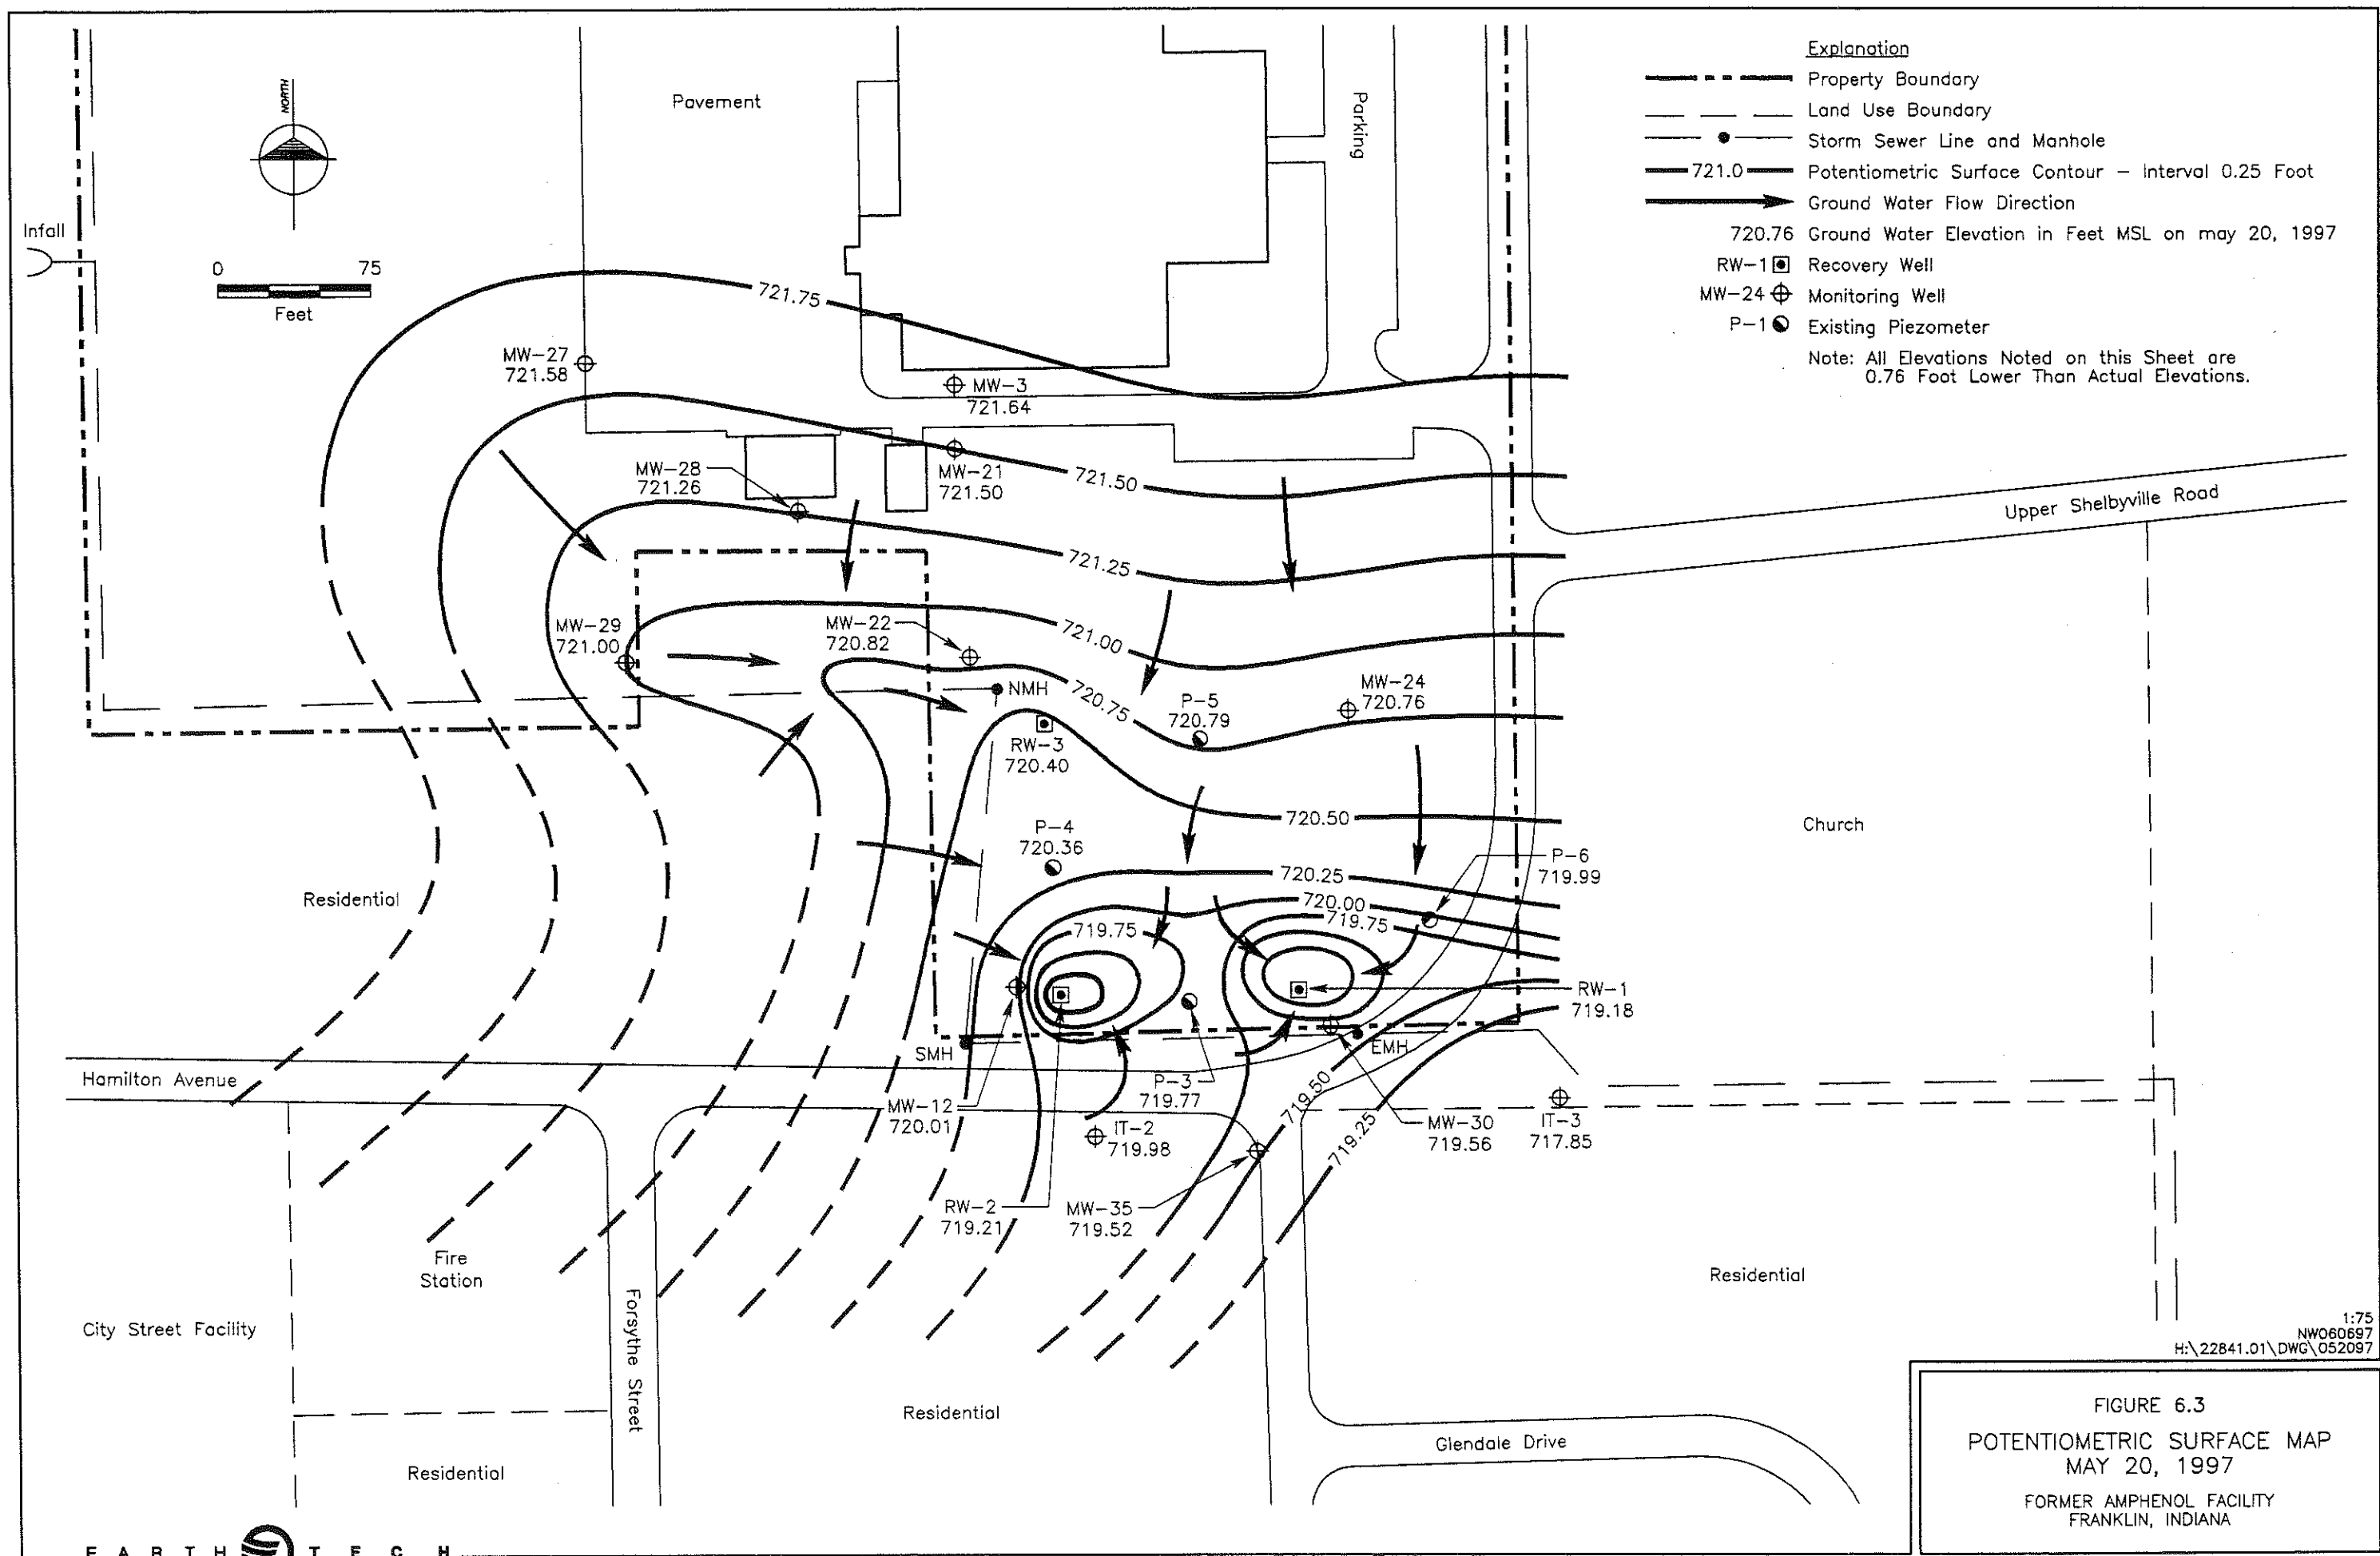 Explanation
Property Boundary
Land Use Boundary
Storm Sewer Line and Manhole
721.0 Potentiometric Surface Contour – Interval 0.25 Foot
Ground Water Flow Direction
720.76 Ground Water Elevation in Feet MSL on may 20, 1997
RW-1 Recovery Well
MW-24 Monitoring Well
P-1 Existing Piezometer
Note: All Elevations Noted on this Sheet are
0.76 Foot Lower Than Actual Elevations.
NORTH
Pavement
Parking
Infall
0 75
Feet
721.75
MW-27
721.58
MW-3
721.64
MW-28
721.26
MW-21
721.50
721.50
Upper Shelbyville Road
721.25
MW-29
721.00
MW-22
720.82
721.00
NMH
720.75
P-5
720.79
MW-24
720.76
RW-3
720.40
720.50
Church
P-4
720.36
P-6
719.99
720.25
720.00
719.75
719.75
Residential
RW-1
719.18
SMH
EMH
Hamilton Avenue
P-3
719.77
719.50
719.25
MW-12
720.01
IT-2
719.98
MW-30
719.56
IT-3
717.85
RW-2
719.21
MW-35
719.52
Fire
Station
Residential
City Street Facility
Forsythe Street
1:75
NW060697
H:\22841.01\DWG\052097
Residential
Glendale Drive
Residential
FIGURE 6.3
POTENTIOMETRIC SURFACE MAP
MAY 20, 1997
FORMER AMPHENOL FACILITY
FRANKLIN, INDIANA
EARTH TECH